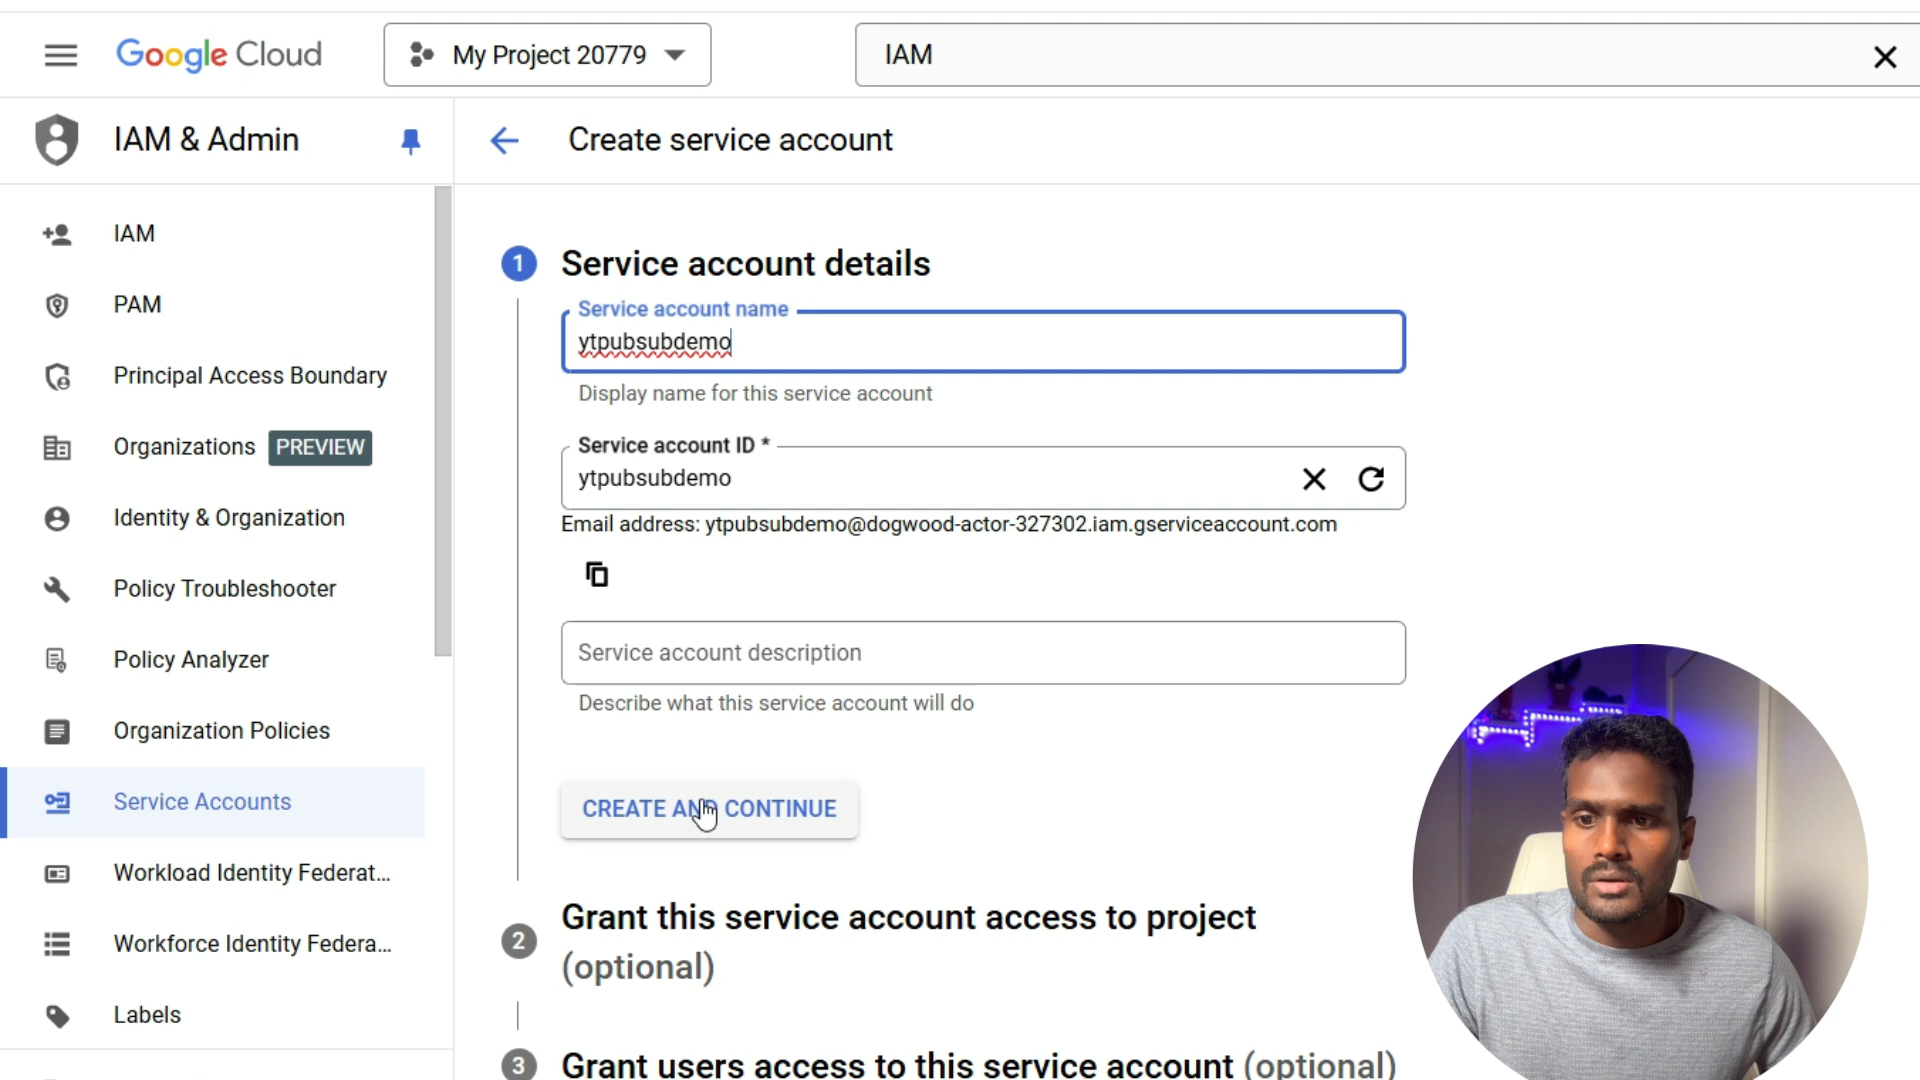 Google Cloud
My Project 20779
IAM
IAM & Admin
Create service account
IAM
PAM
Principal Access Boundary
Organizations PREVIEW
Identity & Organization
Policy Troubleshooter
Policy Analyzer
Organization Policies
Service Accounts
Workload Identity Federat...
Workforce Identity Federa...
Labels
1 Service account details
Service account name
ytpubsubdemo
Display name for this service account
Service account ID *
ytpubsubdemo
Email address: ytpubsubdemo@dogwood-actor-327302.iam.gserviceaccount.com
Service account description
Describe what this service account will do
CREATE AND CONTINUE
2 Grant this service account access to project
(optional)
3 Grant users access to this service account (optional)